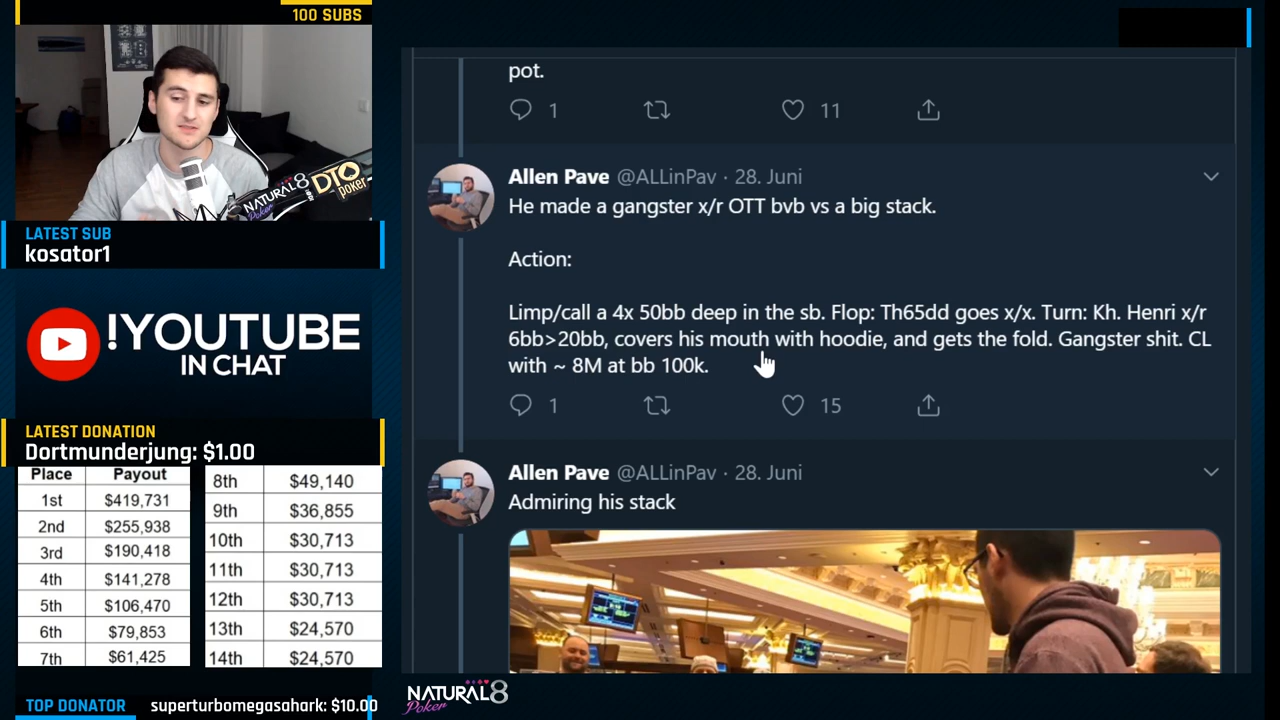 100 SUBS
NATURAL8
Poker
DTO
poker
LATEST SUB
kosator1
!YOUTUBE
IN CHAT
LATEST DONATION
Dortmunderjung: $1.00
Place Payout
1st $419,731
2nd $255,938
3rd $190,418
4th $141,278
5th $106,470
6th $79,853
7th $61,425
8th $49,140
9th $36,855
10th $30,713
11th $30,713
12th $30,713
13th $24,570
14th $24,570
TOP DONATOR superturbomegasahark: $10.00
pot.
1 11
Allen Pave @ALLinPav · 28. Juni
He made a gangster x/r OTT bvb vs a big stack.
Action:
Limp/call a 4x 50bb deep in the sb. Flop: Th65dd goes x/x. Turn: Kh. Henri x/r
6bb>20bb, covers his mouth with hoodie, and gets the fold. Gangster shit. CL
with ~ 8M at bb 100k.
1 15
Allen Pave @ALLinPav · 28. Juni
Admiring his stack
NATURAL8
Poker